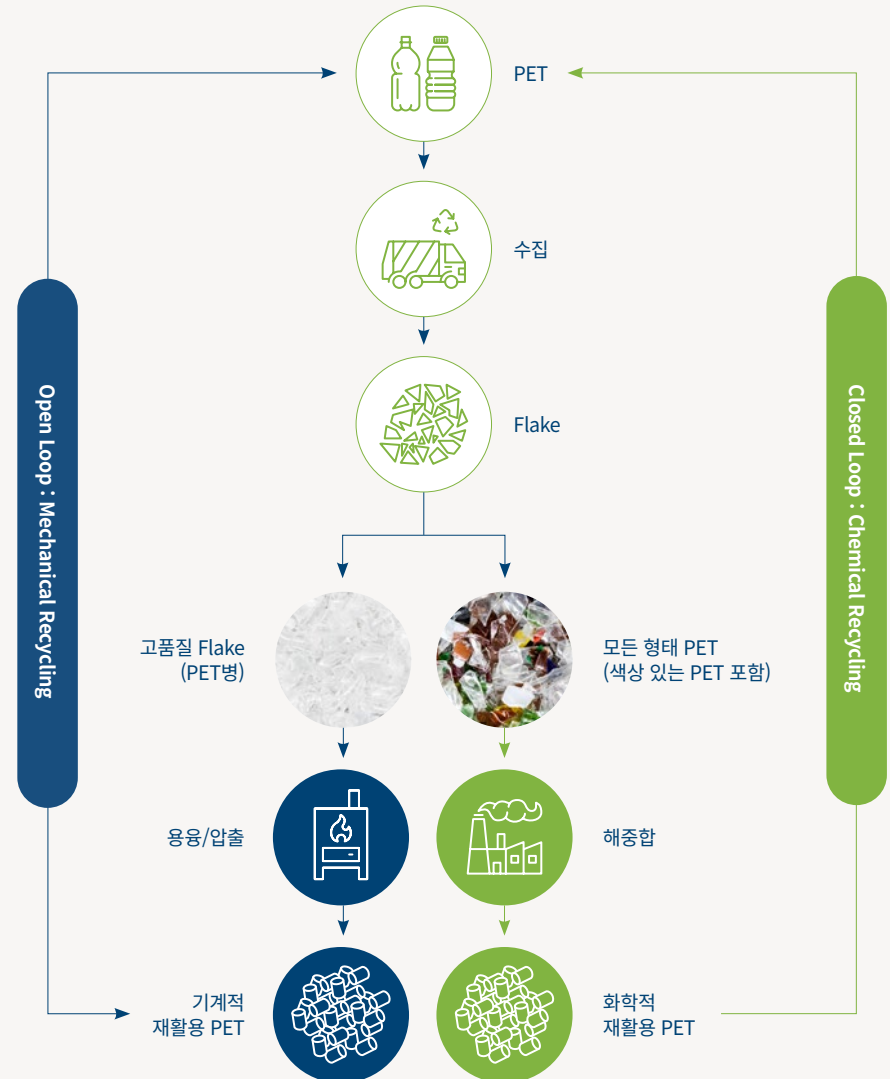 PET
수집
Flake
Open Loop : Mechanical Recycling
Closed Loop : Chemical Recycling
고품질 Flake
(PET병)
모든 형태 PET
(색상 있는 PET 포함)
용융/압출
해중합
기계적
재활용 PET
화학적
재활용 PET